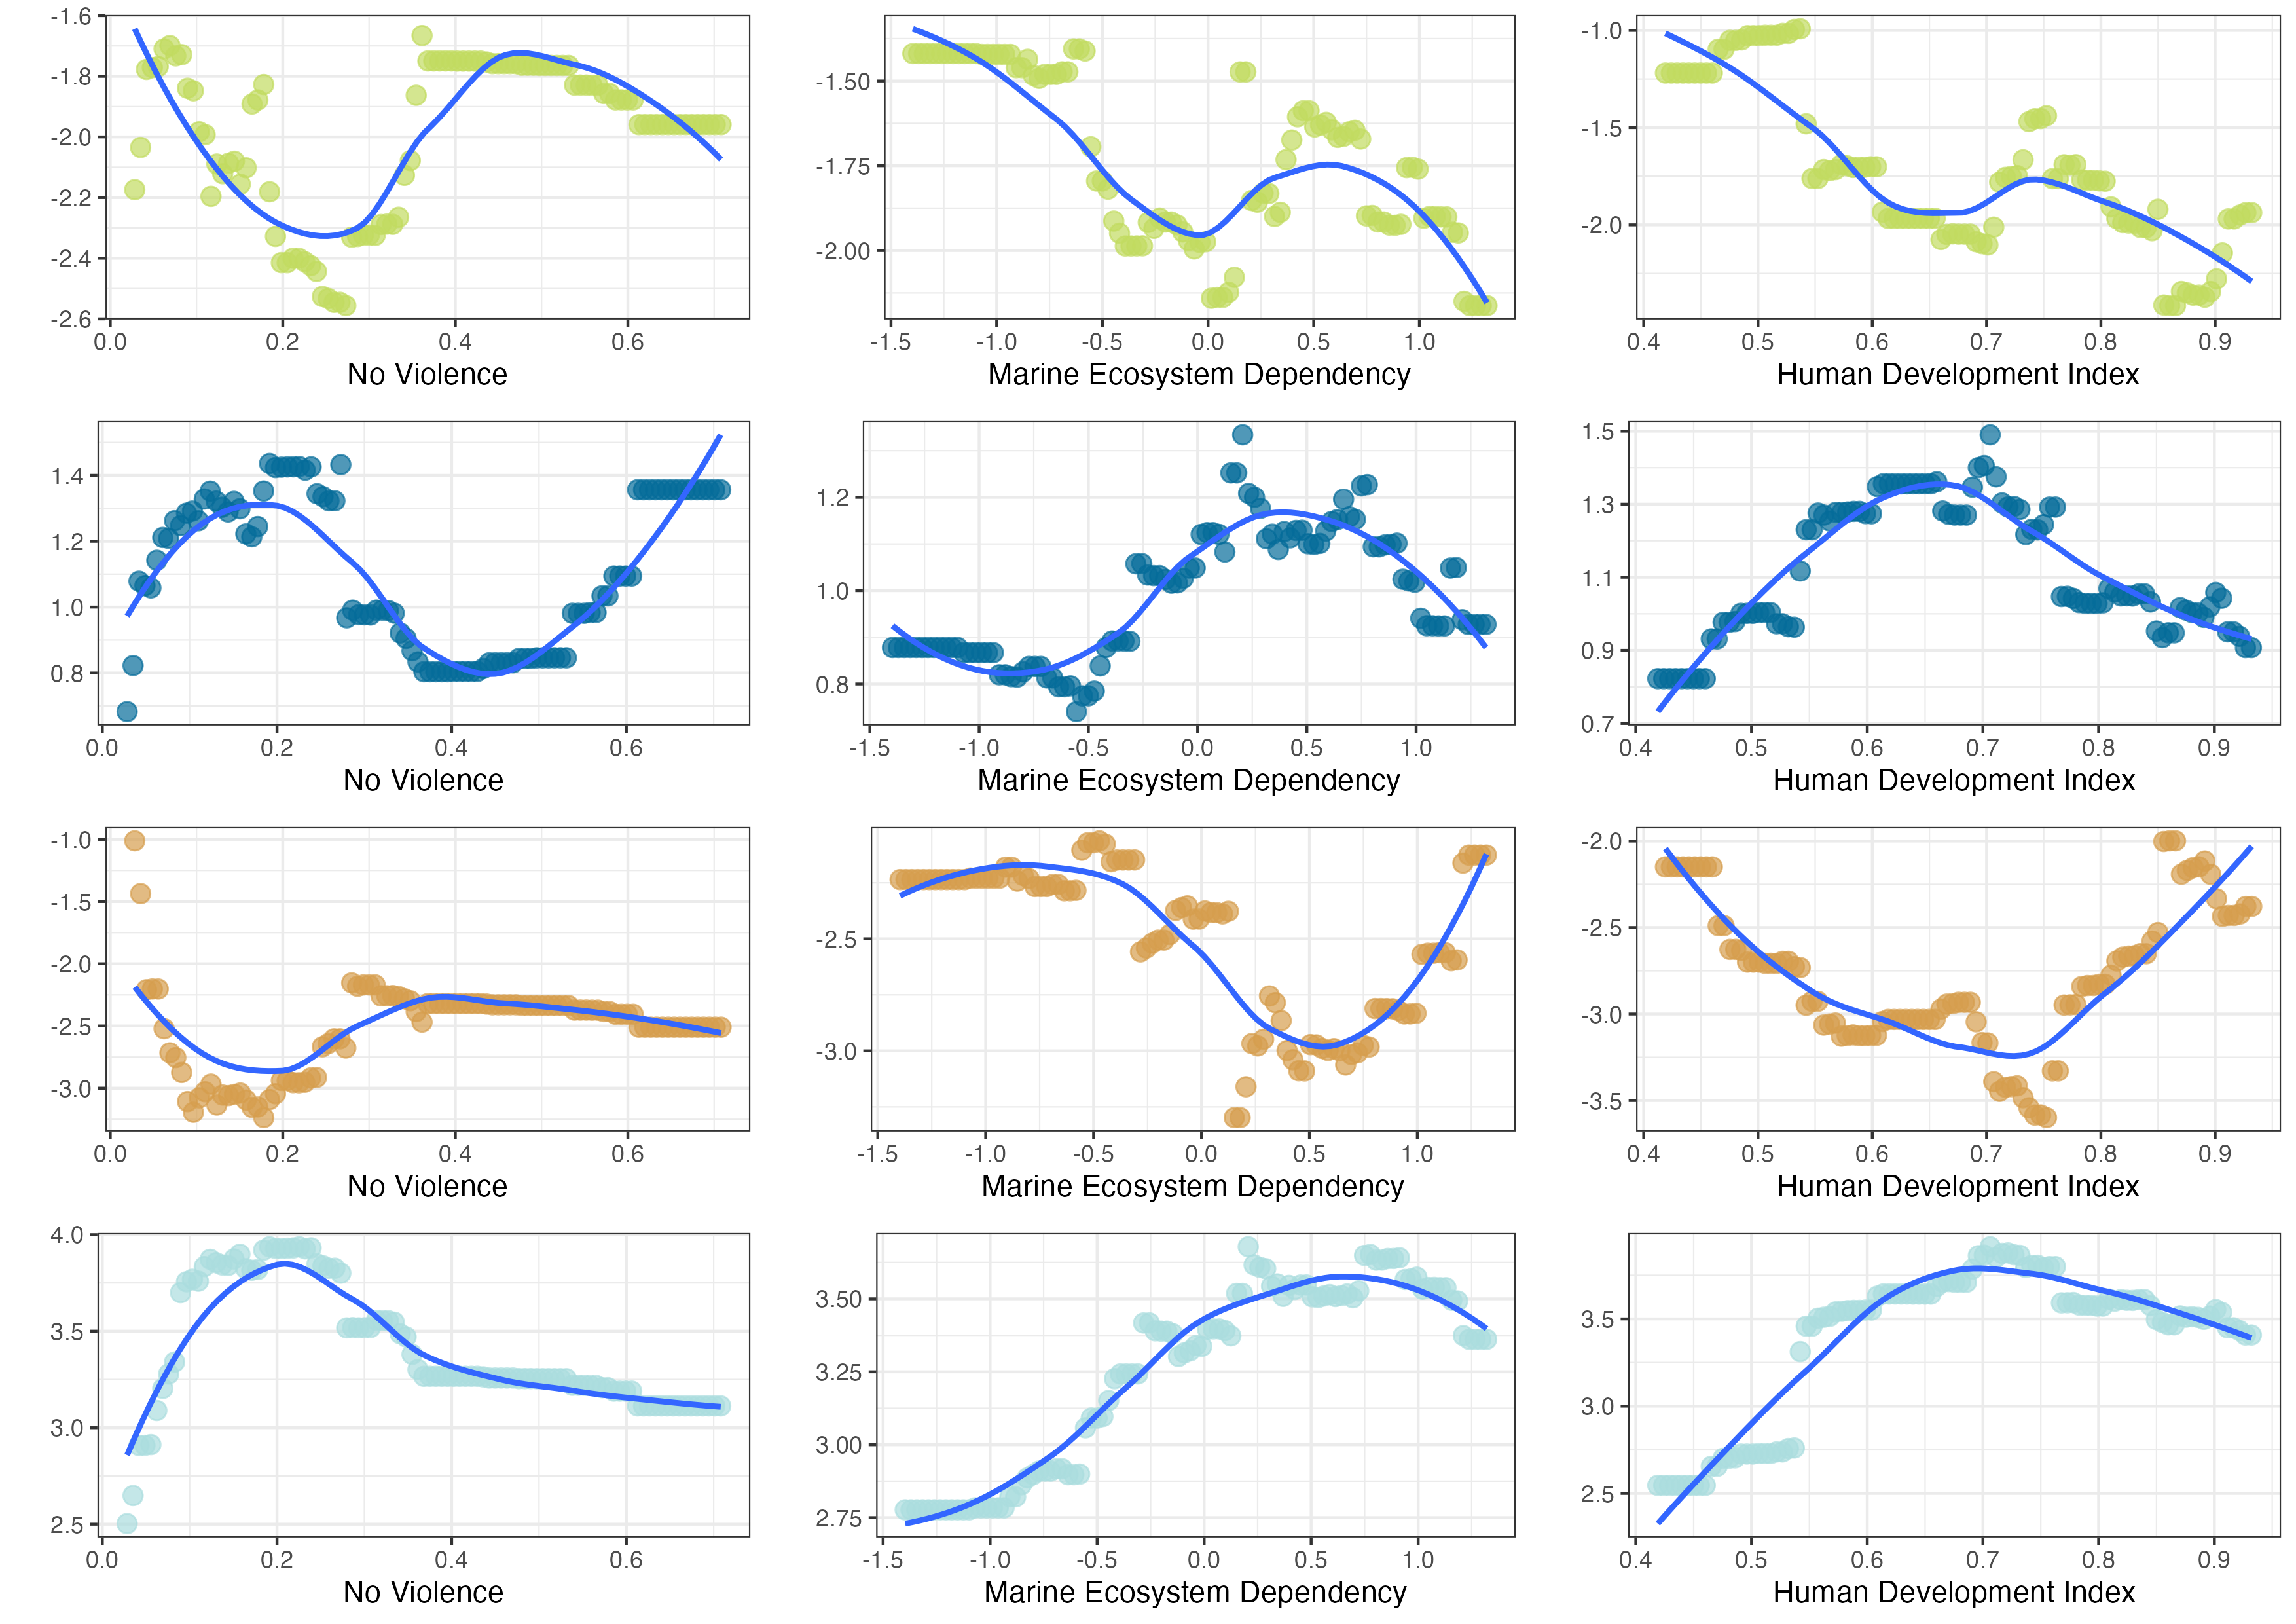 -1.6
-1.8
-2.0
-2.2
-2.4
-2.6
0.0 0.2 0.4 0.6
No Violence
-1.50
-1.75
-2.00
-1.5 -1.0 -0.5 0.0 0.5 1.0
Marine Ecosystem Dependency
-1.0
-1.5
-2.0
0.4 0.5 0.6 0.7 0.8 0.9
Human Development Index
1.4
1.2
1.0
0.8
0.0 0.2 0.4 0.6
No Violence
1.2
1.0
0.8
-1.5 -1.0 -0.5 0.0 0.5 1.0
Marine Ecosystem Dependency
1.5
1.3
1.1
0.9
0.7
0.4 0.5 0.6 0.7 0.8 0.9
Human Development Index
-1.0
-1.5
-2.0
-2.5
-3.0
0.0 0.2 0.4 0.6
No Violence
-2.5
-3.0
-1.5 -1.0 -0.5 0.0 0.5 1.0
Marine Ecosystem Dependency
-2.0
-2.5
-3.0
-3.5
0.4 0.5 0.6 0.7 0.8 0.9
Human Development Index
4.0
3.5
3.0
2.5
0.0 0.2 0.4 0.6
No Violence
3.50
3.25
3.00
2.75
-1.5 -1.0 -0.5 0.0 0.5 1.0
Marine Ecosystem Dependency
3.5
3.0
2.5
0.4 0.5 0.6 0.7 0.8 0.9
Human Development Index